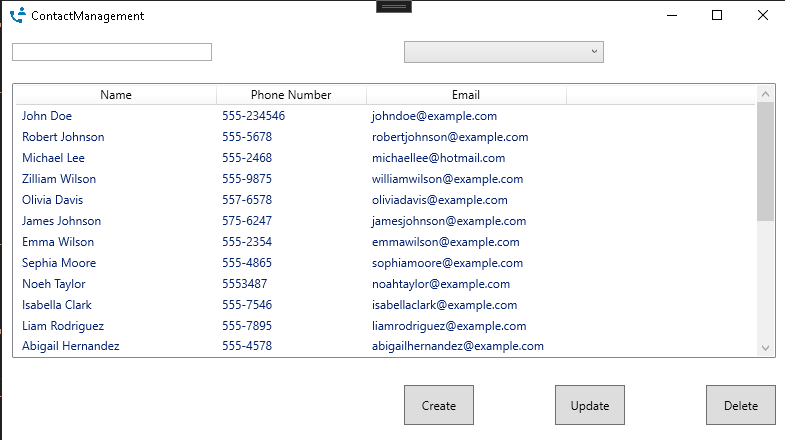 ContactManagement
Name Phone Number Email
John Doe 555-234546 johndoe@example.com
Robert Johnson 555-5678 robertjohnson@example.com
Michael Lee 555-2468 michaellee@hotmail.com
Zilliam Wilson 555-9875 williamwilson@example.com
Olivia Davis 557-6578 oliviadavis@example.com
James Johnson 575-6247 jamesjohnson@example.com
Emma Wilson 555-2354 emmawilson@example.com
Sephia Moore 555-4865 sophiamoore@example.com
Noeh Taylor 5553487 noahtaylor@example.com
Isabella Clark 555-7546 isabellaclark@example.com
Liam Rodriguez 555-7895 liamrodriguez@example.com
Abigail Hernandez 555-4578 abigailhernandez@example.com
Create Update Delete